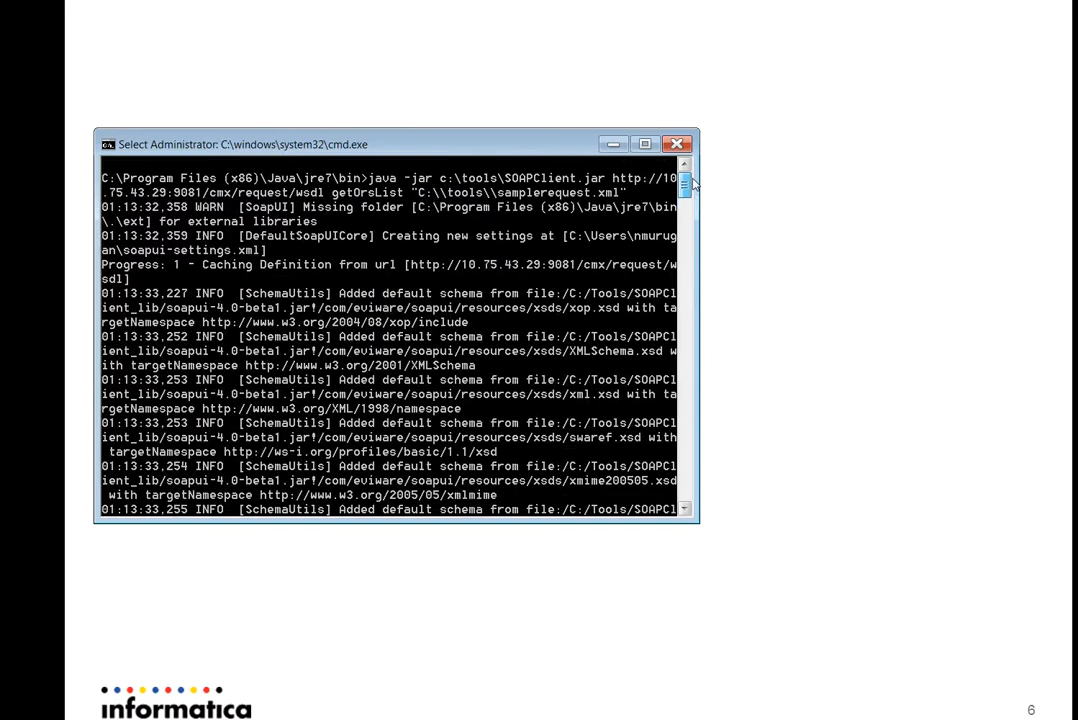 Select Administrator: C:\windows\system32\cmd.exe
C:\Program Files (x86)\Java\jre7\bin>java -jar c:\tools\SOAPClient.jar http://10
.75.43.29:9081/cmx/request/wsdl getOrsList "C:\\tools\\samplerequest.xml"
01:13:32,358 WARN  [SoapUI] Missing folder [C:\Program Files (x86)\Java\jre7\bin
\.\ext] for external libraries
01:13:32,359 INFO  [DefaultSoapUICore] Creating new settings at [C:\Users\nmurug
an\soapui-settings.xml]
Progress: 1 - Caching Definition from url [http://10.75.43.29:9081/cmx/request/w
sdl]
01:13:33,227 INFO  [SchemaUtils] Added default schema from file:/C:/Tools/SOAPCl
ient_lib/soapui-4.0-beta1.jar!/com/eviware/soapui/resources/xsds/xop.xsd with ta
rgetNamespace http://www.w3.org/2004/08/xop/include
01:13:33,252 INFO  [SchemaUtils] Added default schema from file:/C:/Tools/SOAPCl
ient_lib/soapui-4.0-beta1.jar!/com/eviware/soapui/resources/xsds/XMLSchema.xsd w
ith targetNamespace http://www.w3.org/2001/XMLSchema
01:13:33,253 INFO  [SchemaUtils] Added default schema from file:/C:/Tools/SOAPCl
ient_lib/soapui-4.0-beta1.jar!/com/eviware/soapui/resources/xsds/xml.xsd with ta
rgetNamespace http://www.w3.org/XML/1998/namespace
01:13:33,253 INFO  [SchemaUtils] Added default schema from file:/C:/Tools/SOAPCl
ient_lib/soapui-4.0-beta1.jar!/com/eviware/soapui/resources/xsds/swaref.xsd with
 targetNamespace http://ws-i.org/profiles/basic/1.1/xsd
01:13:33,254 INFO  [SchemaUtils] Added default schema from file:/C:/Tools/SOAPCl
ient_lib/soapui-4.0-beta1.jar!/com/eviware/soapui/resources/xsds/xmime200505.xsd
 with targetNamespace http://www.w3.org/2005/05/xmlmime
01:13:33,255 INFO  [SchemaUtils] Added default schema from file:/C:/Tools/SOAPCl
informatica
6